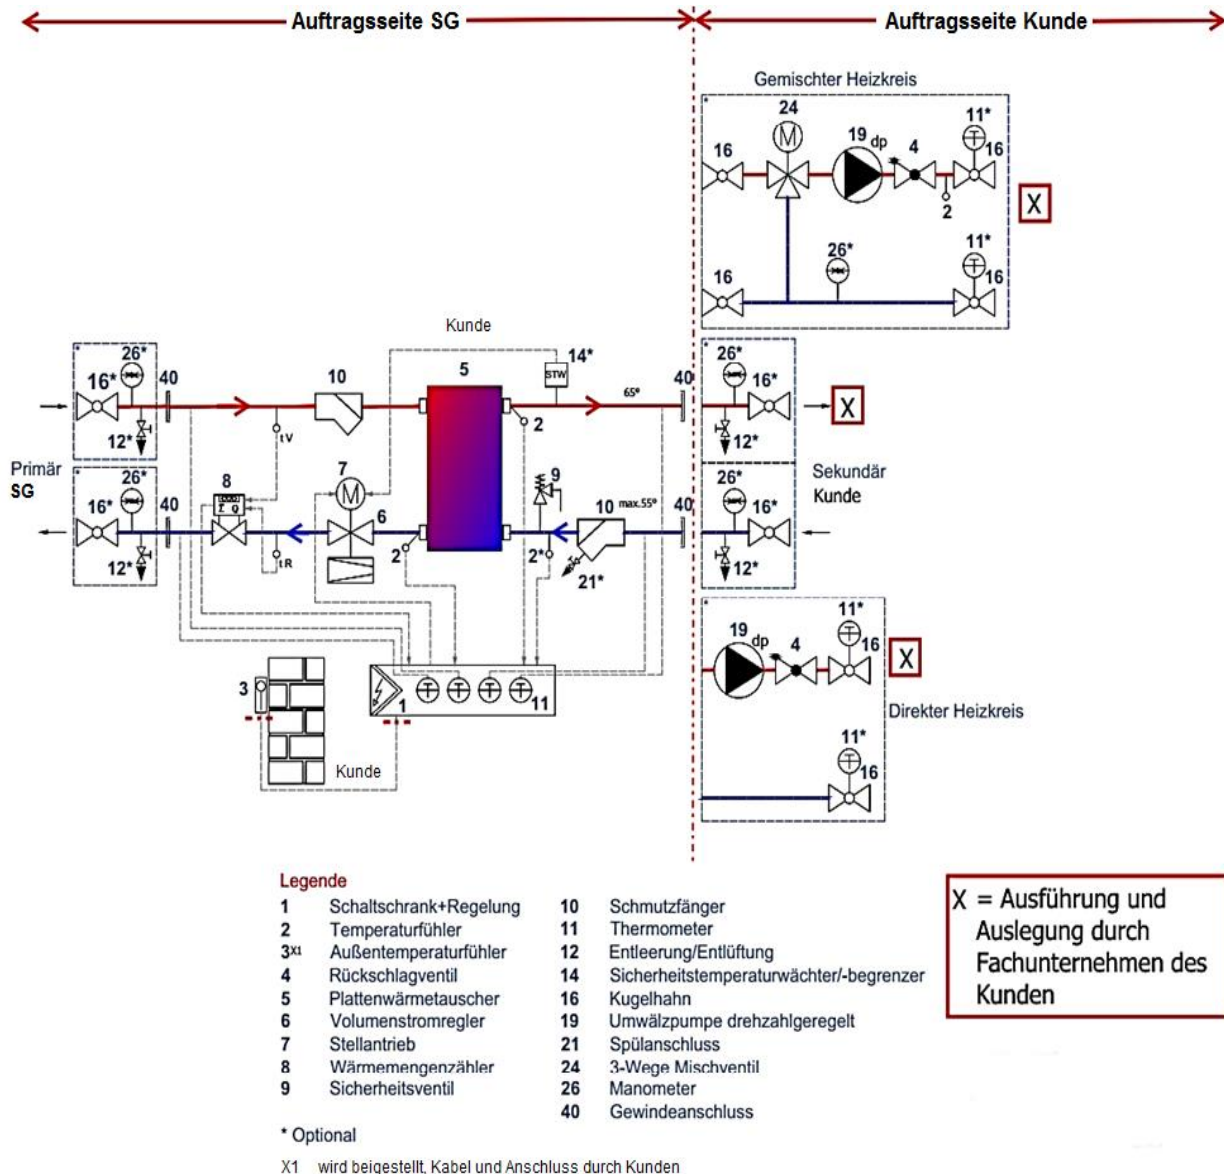 Auftragsseite SG
Auftragsseite Kunde
Gemischter Heizkreis
24
11*
19 dp
4
16
16
2
X
11*
26*
16
16
Kunde
26*
16*
40
10
5
14*
STW
65°
40
26*
16*
X
12*
tV
2
12*
Primär
SG
26*
16*
40
8
Σ Q
7
M
6
9
10
max.55°
40
26*
16*
Sekundär
Kunde
12*
tR
2
2*
21*
12*
3
1
11
Kunde
19
dp
4
11*
16
X
Direkter Heizkreis
11*
16
Legende
1 Schaltschrank+Regelung
2 Temperaturfühler
3X1 Außentemperaturfühler
4 Rückschlagventil
5 Plattenwärmetauscher
6 Volumenstromregler
7 Stellantrieb
8 Wärmemengenzähler
9 Sicherheitsventil
10 Schmutzfänger
11 Thermometer
12 Entleerung/Entlüftung
14 Sicherheitstemperaturwächter/-begrenzer
16 Kugelhahn
19 Umwälzpumpe drehzahlgeregelt
21 Spülanschluss
24 3-Wege Mischventil
26 Manometer
40 Gewindeanschluss
* Optional
X1 wird beigestellt, Kabel und Anschluss durch Kunden
X = Ausführung und
Auslegung durch
Fachunternehmen des
Kunden